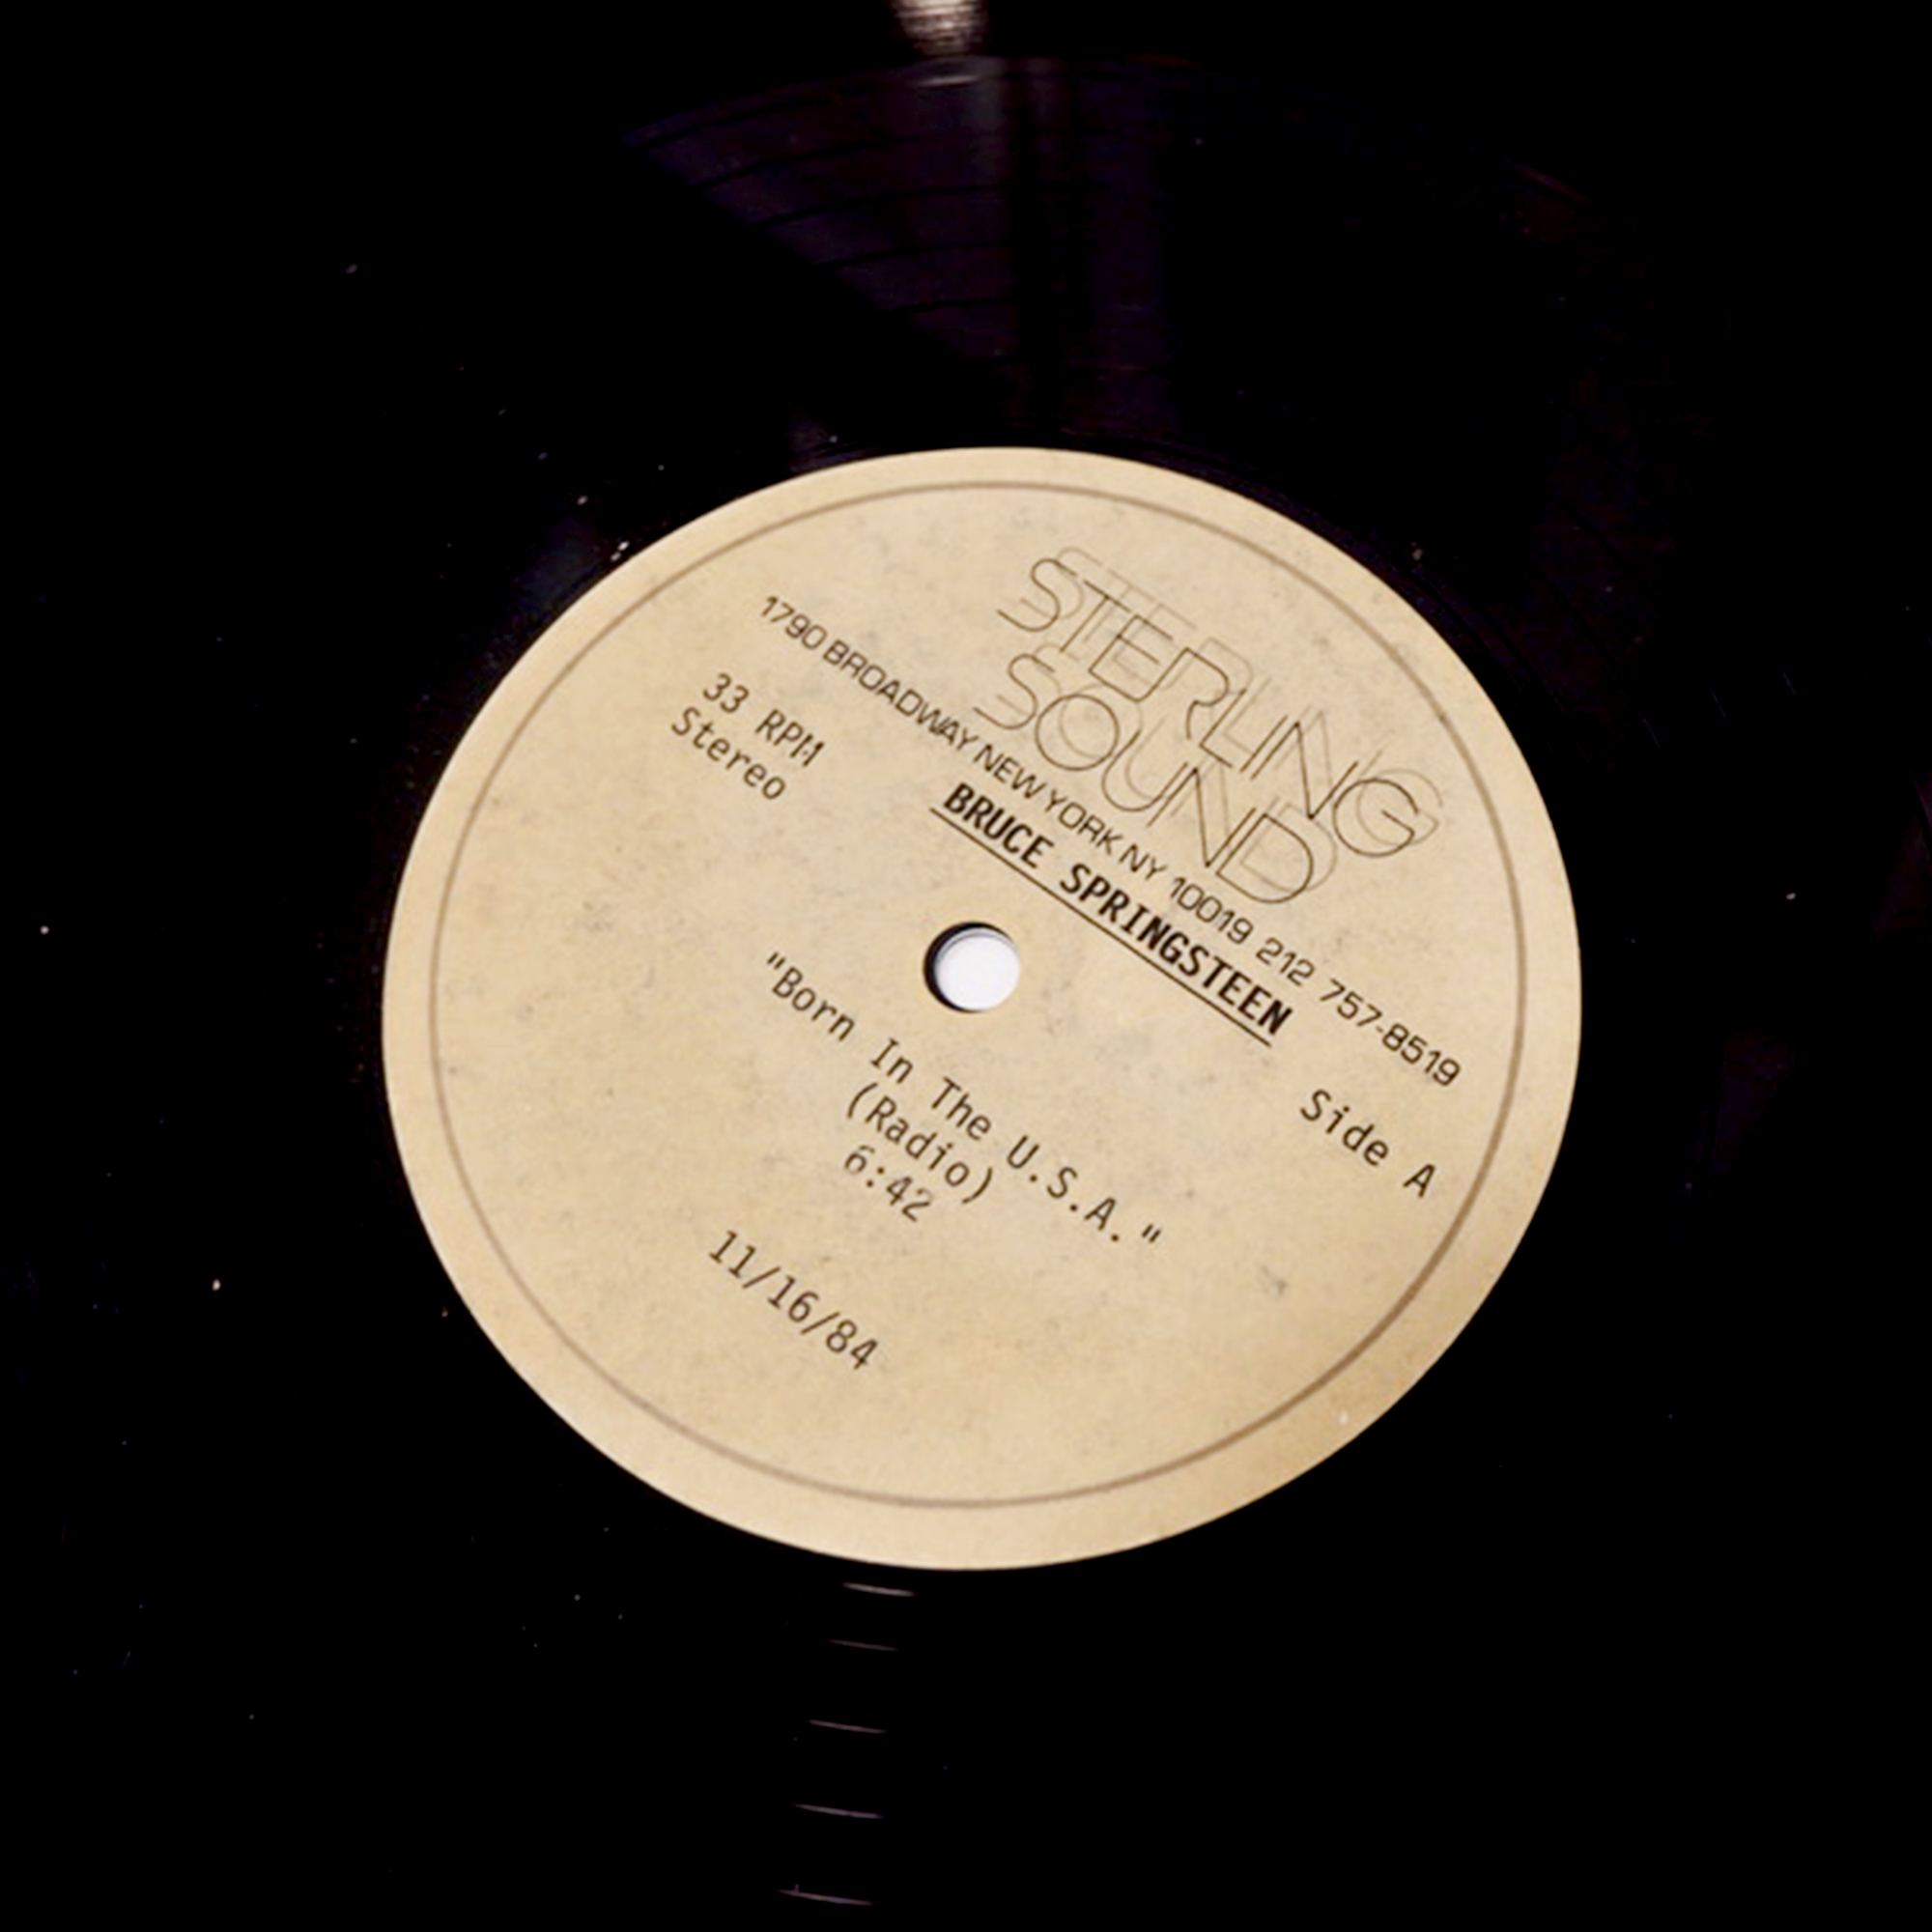 STERLING
SOUND
1790 BROADWAY NEW YORK NY 10019 212 757-8519
33 RPM
Stereo
BRUCE SPRINGSTEEN
Side A
"Born In The U.S.A."
(Radio)
6:42
11/16/84